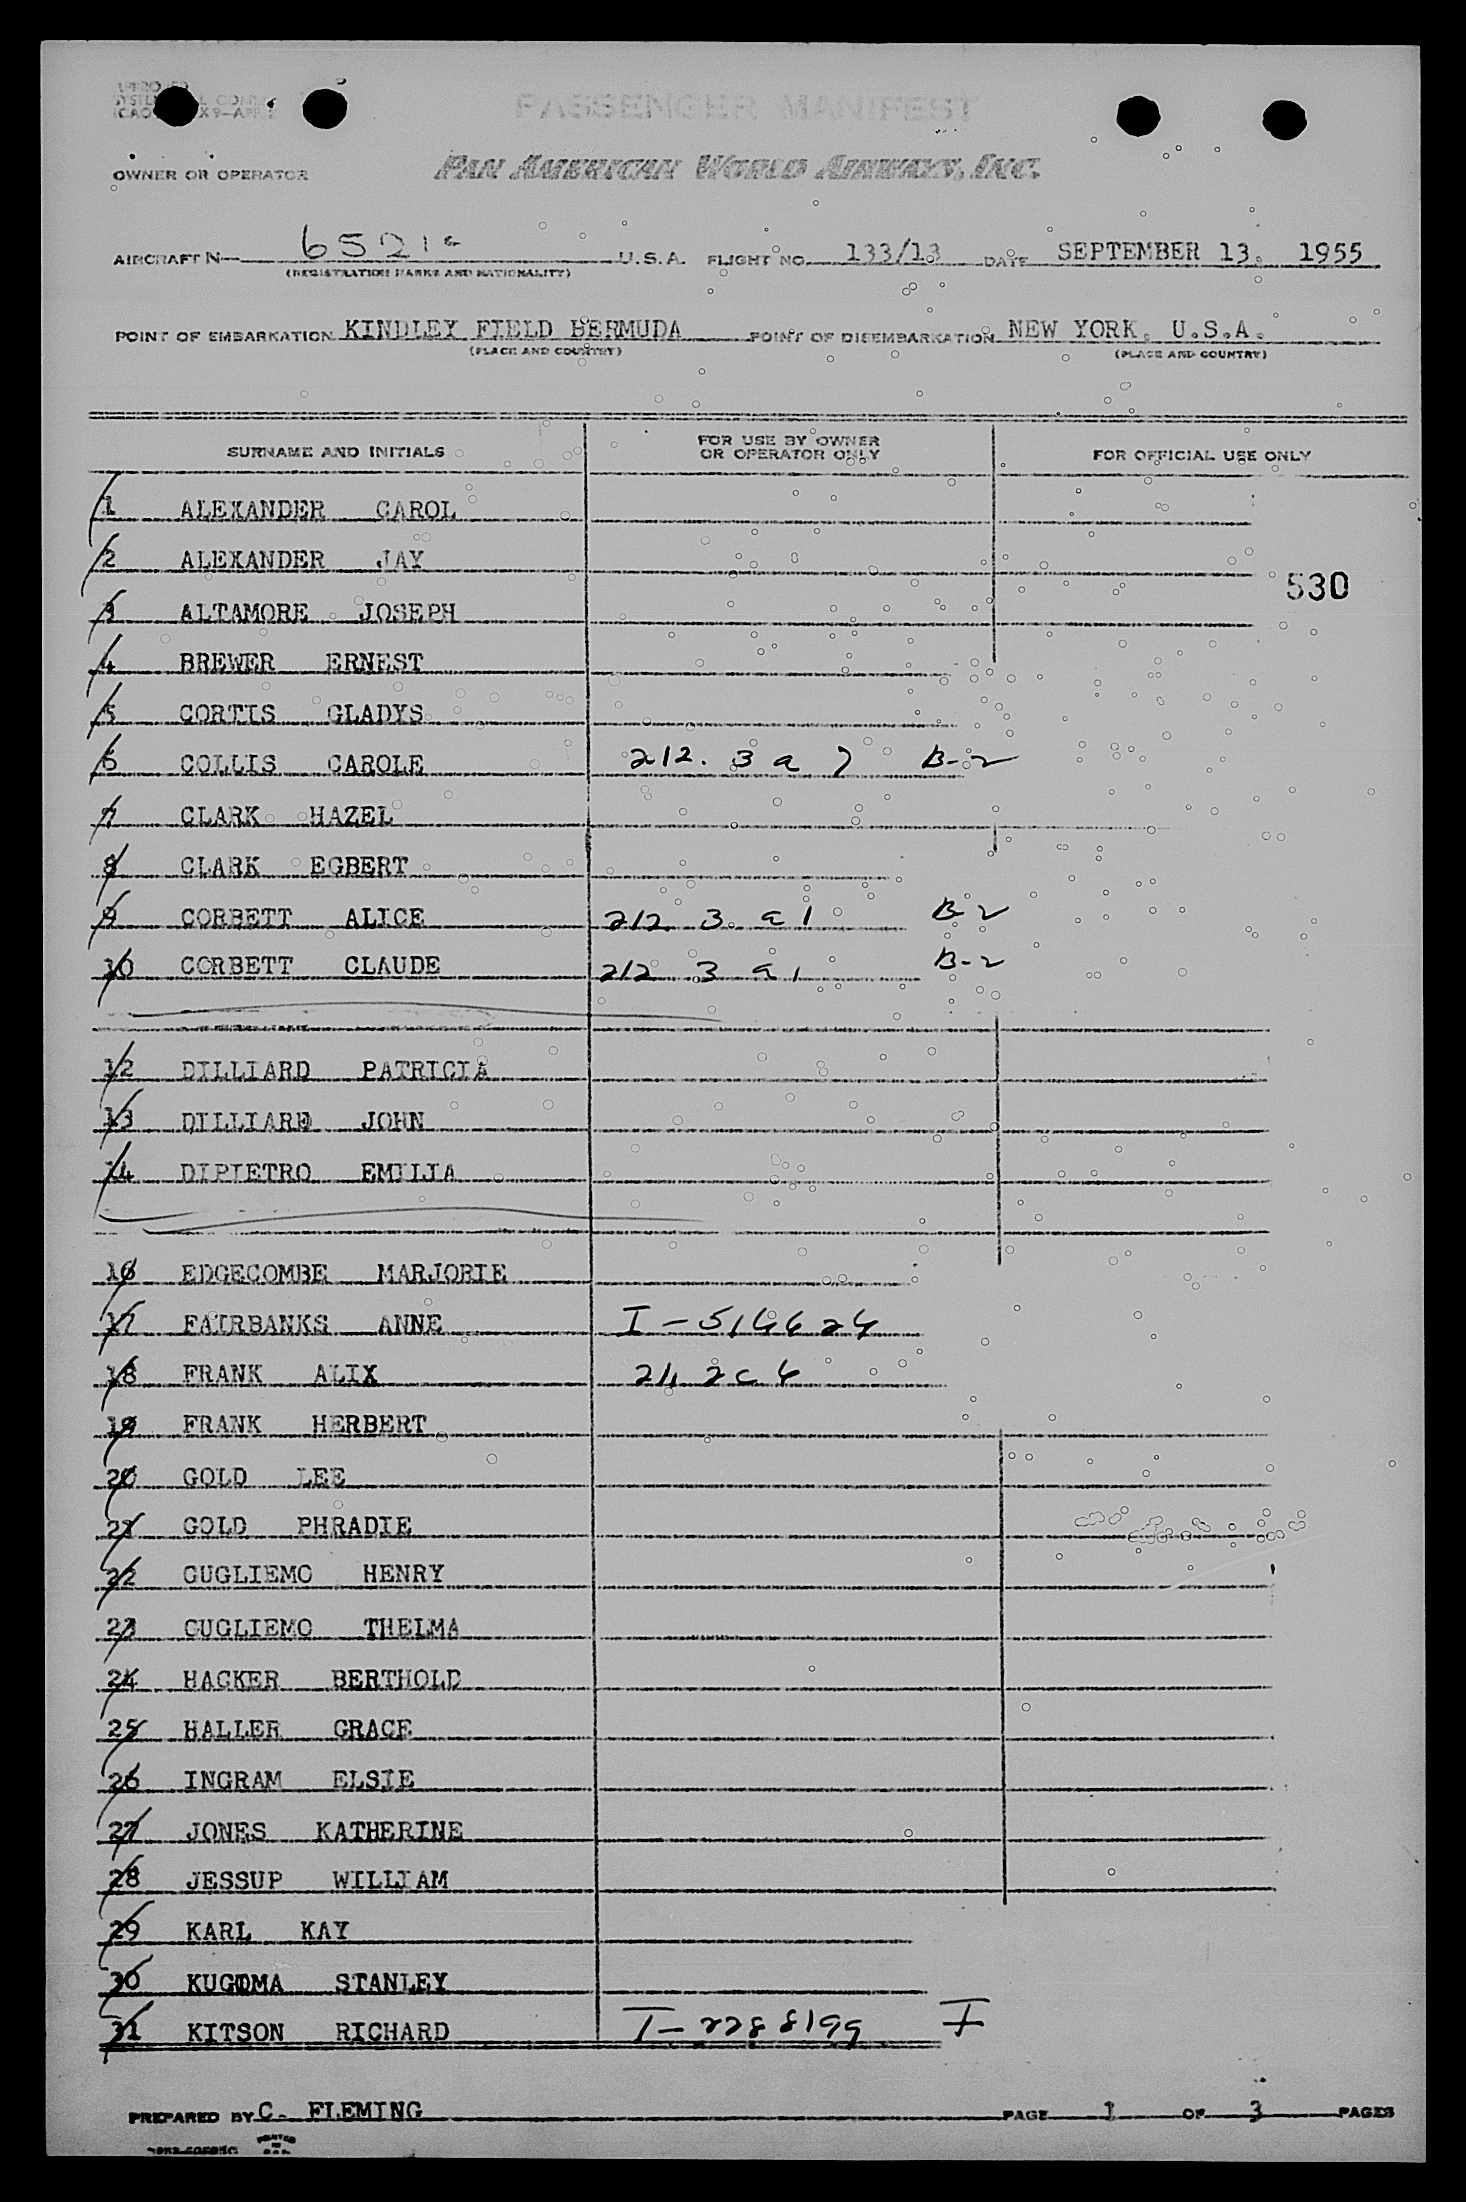 PASSENGER MANIFEST
OWNER OR OPERATOR PAN AMERICAN WORLD AIRWAYS, INC.
AIRCRAFT N— 6521 U.S.A. FLIGHT NO. 133/13 DATE SEPTEMBER 13, 1955
(REGISTRATION MARKS AND NATIONALITY)
POINT OF EMBARKATION KINDLEY FIELD BERMUDA POINT OF DISEMBARKATION NEW YORK, U.S.A.
(PLACE AND COUNTRY) (PLACE AND COUNTRY)
SURNAME AND INITIALS FOR USE BY OWNER OR OPERATOR ONLY FOR OFFICIAL USE ONLY
1 ALEXANDER CAROL
2 ALEXANDER JAY
530
3 ALTAMORE JOSEPH
4 BREWER ERNEST
5 CORTIS GLADYS
6 COLLIS CAROLE 212. 3 a 7 B-2
7 CLARK HAZEL
8 CLARK EGBERT
9 CORBETT ALICE 212 3 a 1 B-2
10 CORBETT CLAUDE 212 3 a 1 B-2
12 DILLIARD PATRICIA
13 DILLIARD JOHN
14 DIPIETRO EMILIA
16 EDGECOMBE MARJORIE
17 FAIRBANKS ANNE I-
18 FRANK ALIX
19 FRANK HERBERT
20 GOLD LEE
21 GOLD PHRADIE
22 GUGLIEMO HENRY
23 GUGLIEMO THELMA
24 HACKER BERTHOLD
25 HALLER GRACE
26 INGRAM ELSIE
27 JONES KATHERINE
28 JESSUP WILLIAM
29 KARL KAY
30 KUGOMA STANLEY
31 KITSON RICHARD I-2288199 I
PREPARED BY C. FLEMING PAGE 1 OF 3 PAGES